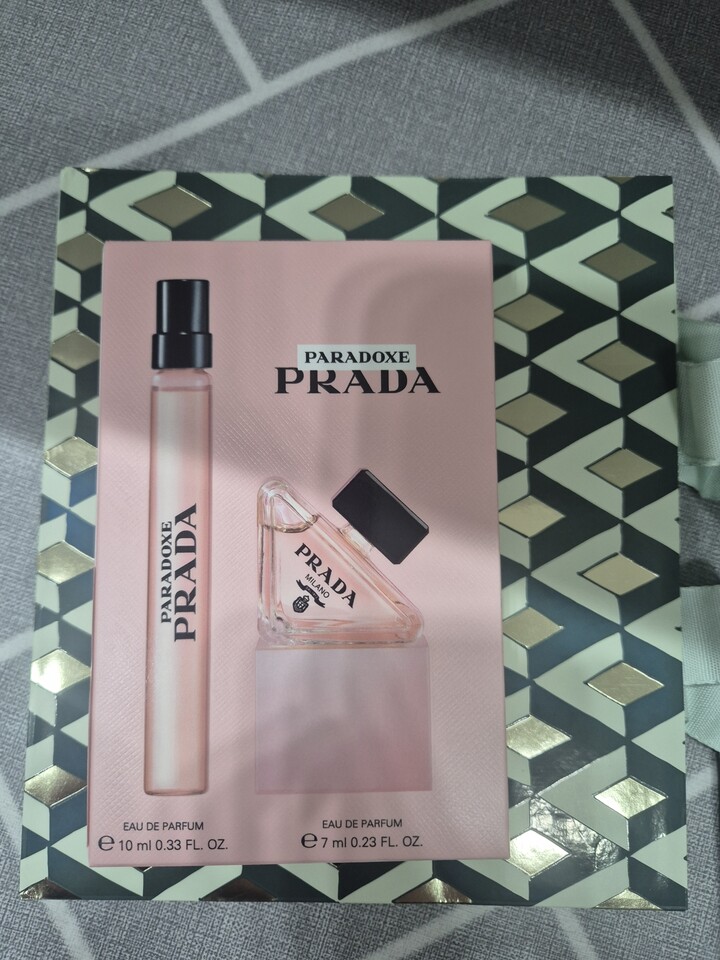 PARADOXE
PRADA
PARADOXE
PRADA
PRADA
MILANO
EAU DE PARFUM
e 10 ml 0.33 FL. OZ.
EAU DE PARFUM
e 7 ml 0.23 FL. OZ.